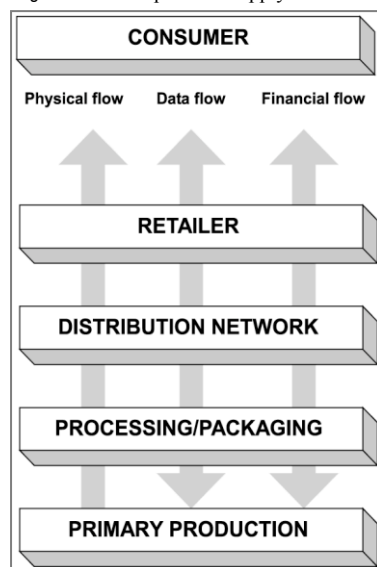 CONSUMER
Physical flow Data flow Financial flow
RETAILER
DISTRIBUTION NETWORK
PROCESSING/PACKAGING
PRIMARY PRODUCTION